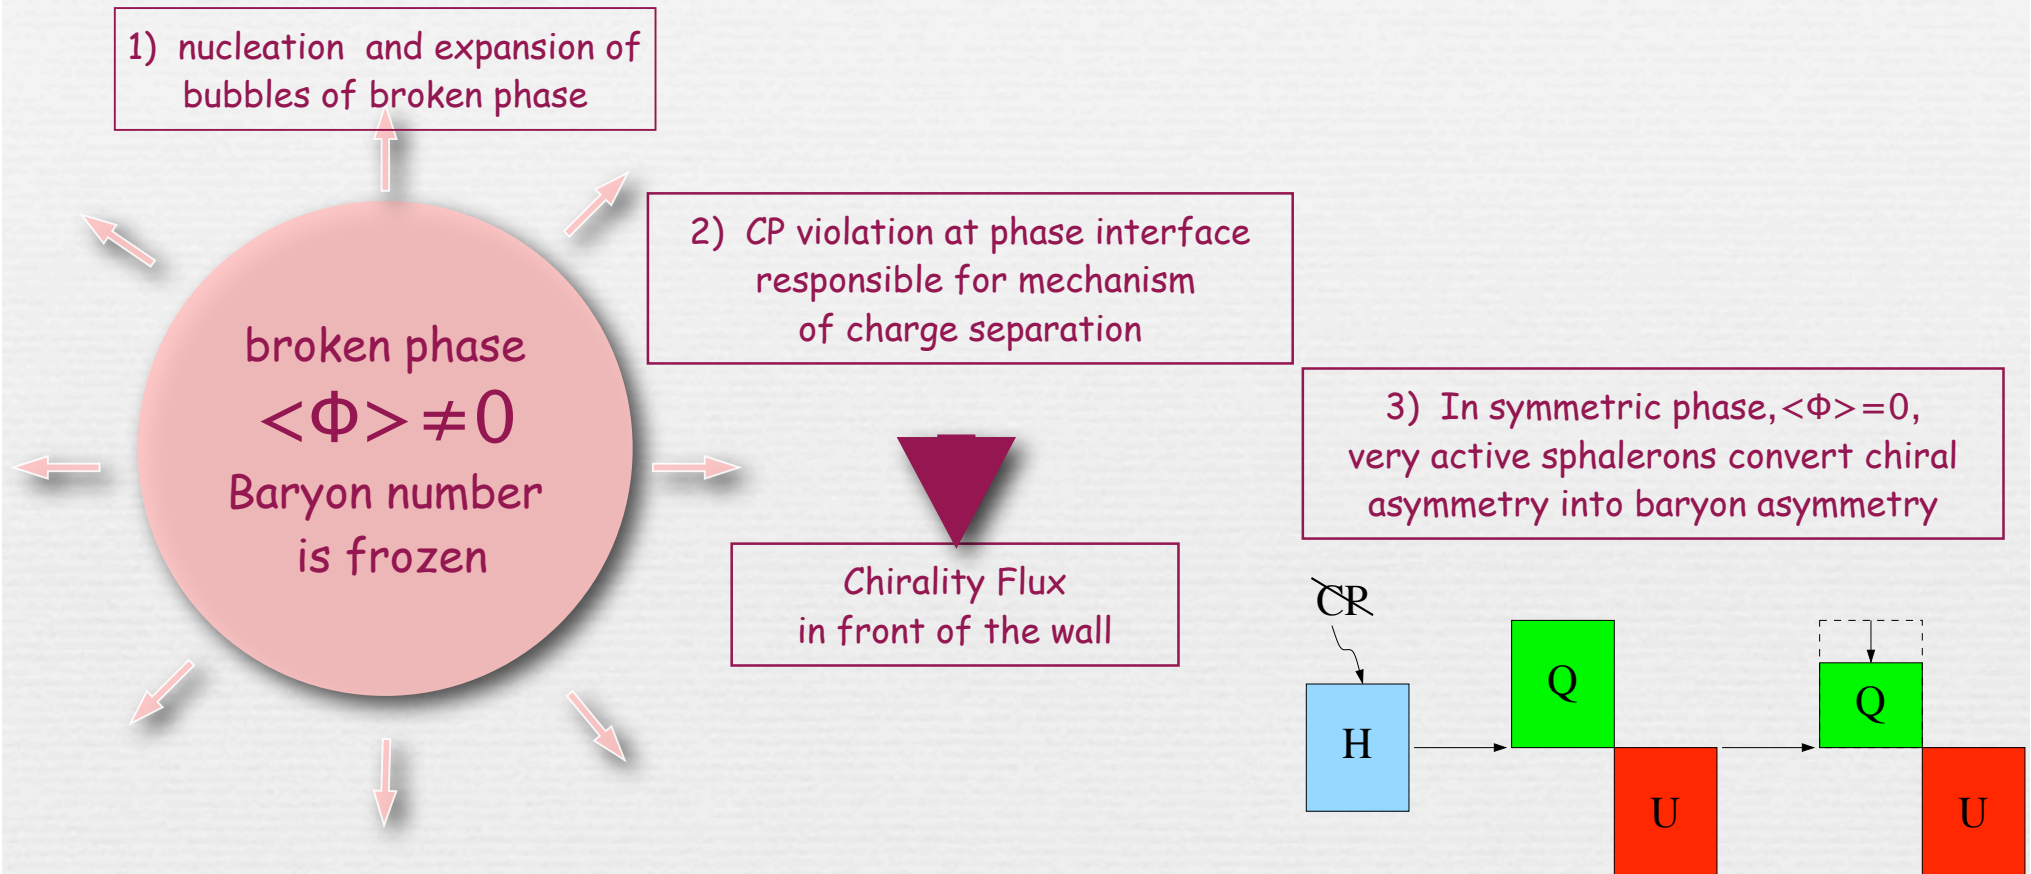 1) nucleation and expansion of
bubbles of broken phase
2) CP violation at phase interface
responsible for mechanism
of charge separation
broken phase
<Φ>≠0
Baryon number
is frozen
3) In symmetric phase,<Φ>=0,
very active sphalerons convert chiral
asymmetry into baryon asymmetry
Chirality Flux
in front of the wall
CP
H
Q
U
Q
U